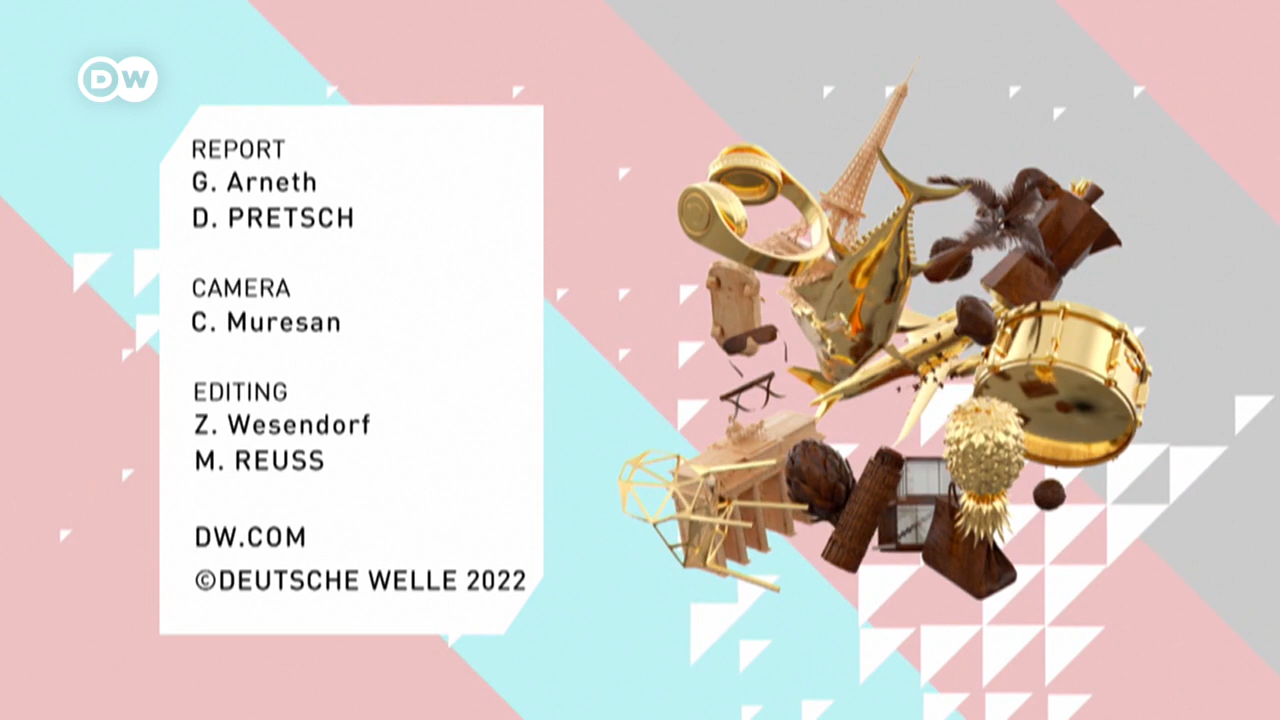 DW
REPORT
G. Arneth
D. PRETSCH
CAMERA
C. Muresan
EDITING
Z. Wesendorf
M. REUSS
DW.COM
©DEUTSCHE WELLE 2022